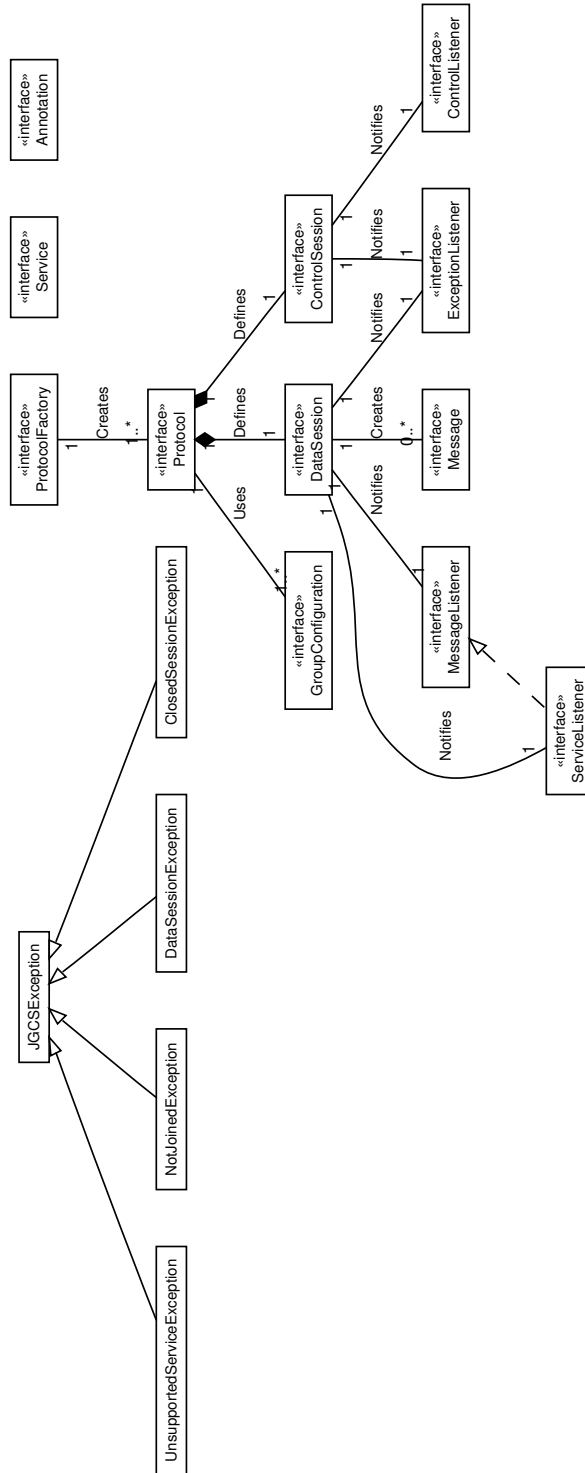 JGCSException
UnsupportedServiceException
NotJoinedException
DataSessionException
ClosedSessionException
«interface»
ProtocolFactory
«interface»
Service
«interface»
Annotation
1
Creates
1..*
«interface»
Protocol
1
Uses
1..*
1
Defines
1
1
Defines
1
«interface»
GroupConfiguration
«interface»
DataSession
«interface»
ControlSession
1
Notifies
1
1
Notifies
1
1
Creates
0..*
1
Notifies
1
1
Notifies
1
1
Notifies
1
«interface»
MessageListener
«interface»
Message
«interface»
ExceptionListener
«interface»
ControlListener
«interface»
ServiceListener